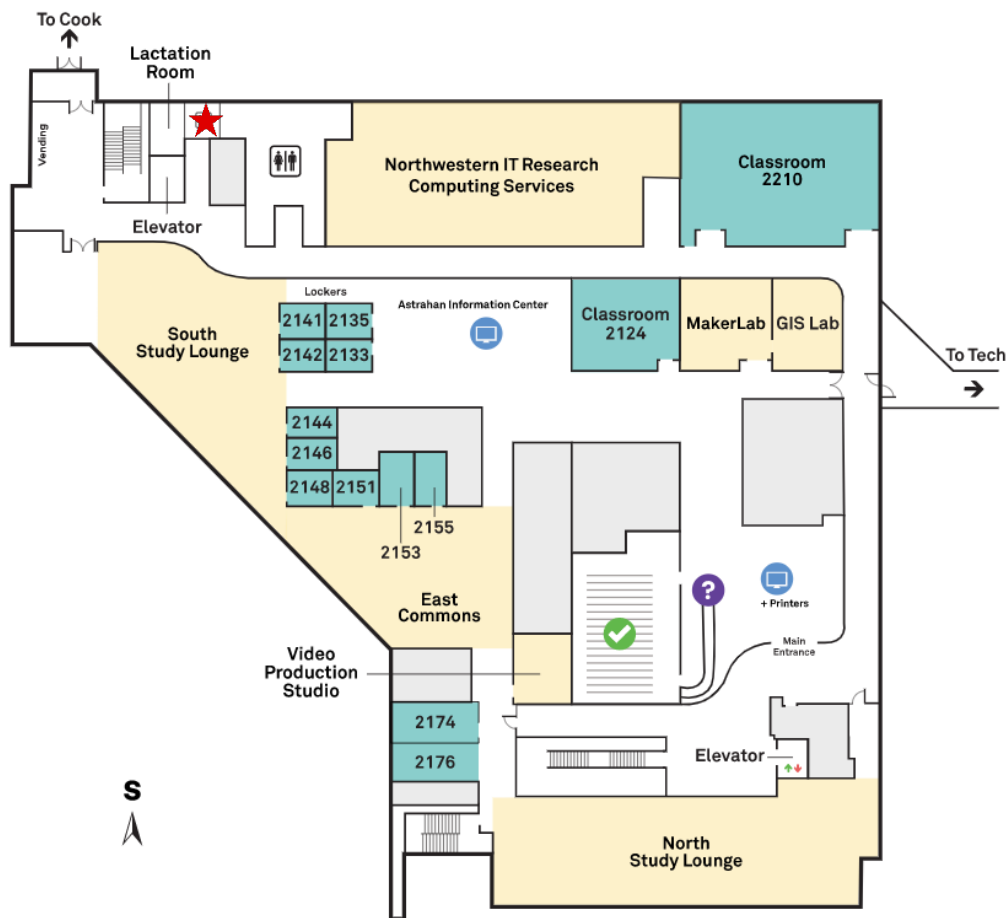 To Cook
Lactation
Room
Vending
Elevator
Northwestern IT Research
Computing Services
Classroom
2210
Lockers
2141
2135
2142
2133
South
Study Lounge
Astrahan Information Center
Classroom
2124
MakerLab
GIS Lab
To Tech
2144
2146
2148
2151
2153
2155
East
Commons
?
+ Printers
Main
Entrance
Video
Production
Studio
2174
2176
Elevator
S
North
Study Lounge